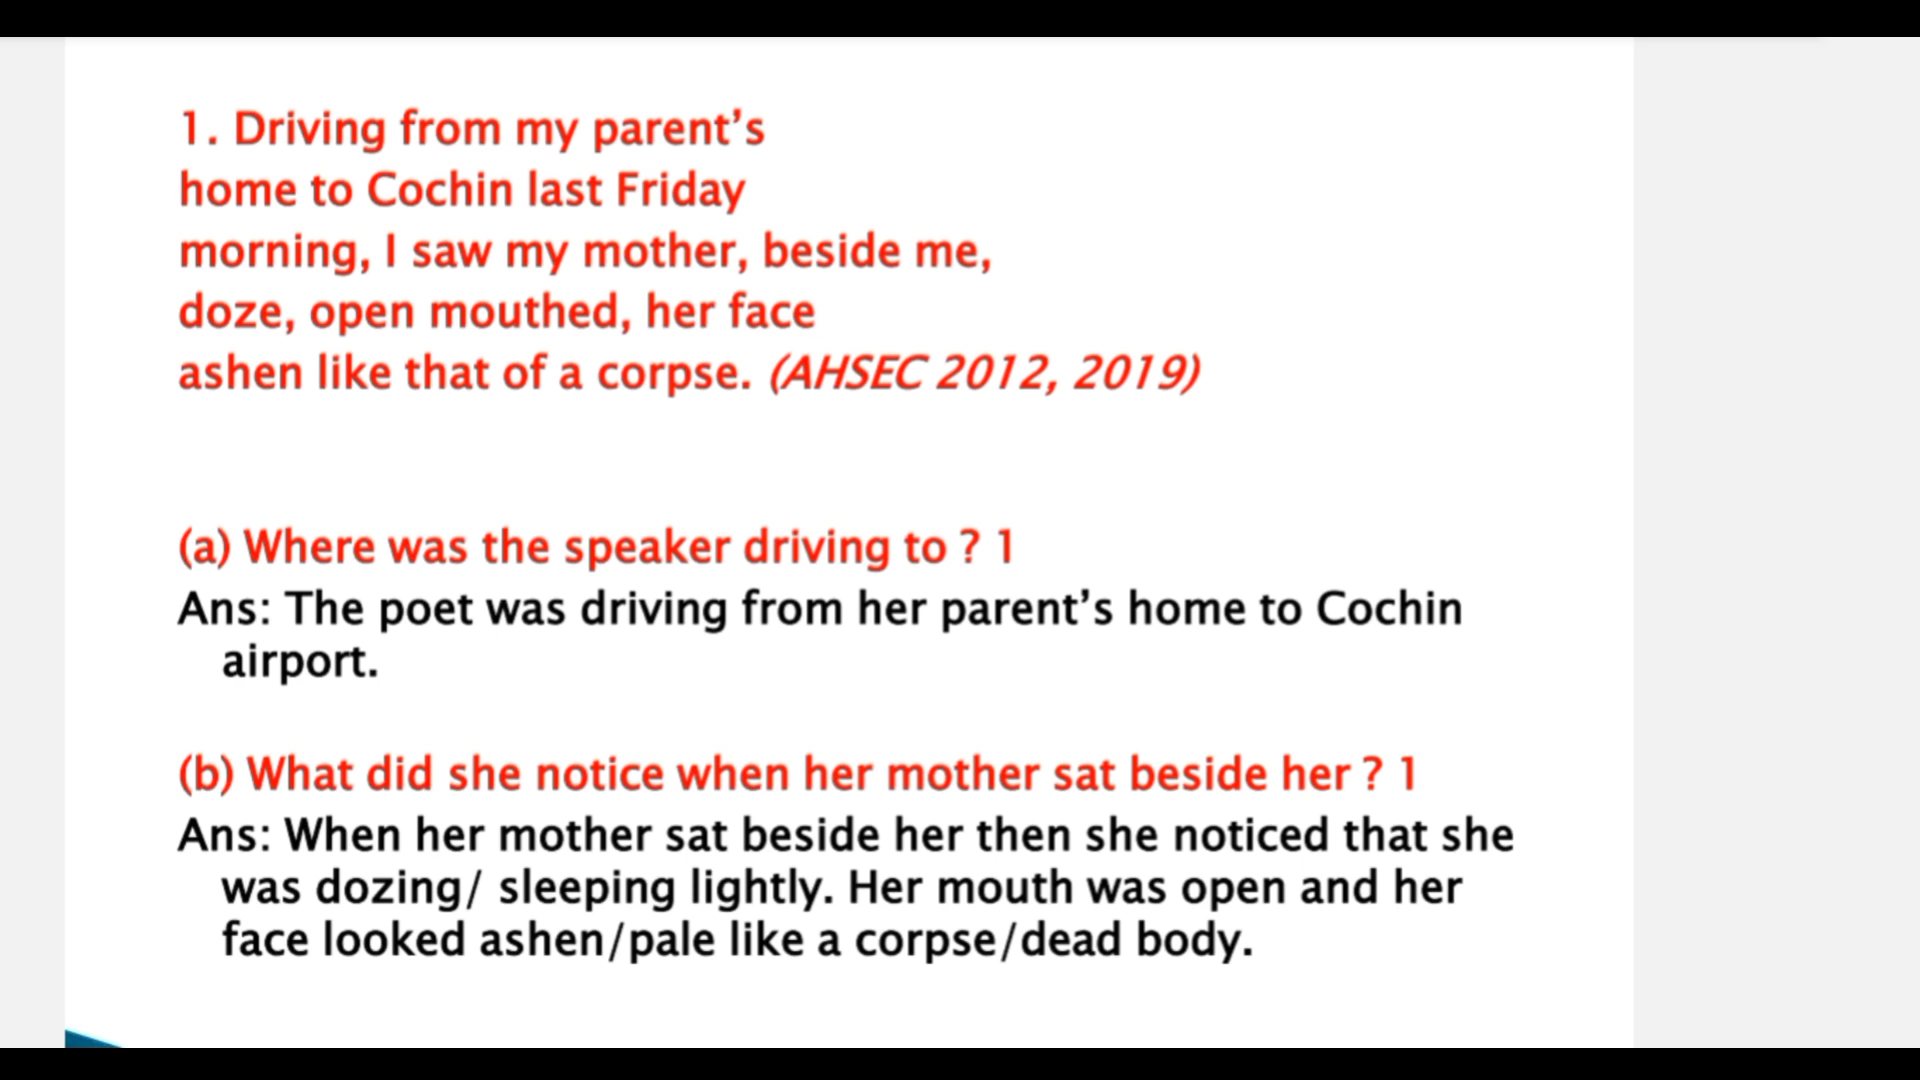 1. Driving from my parent’s
home to Cochin last Friday
morning, I saw my mother, beside me,
doze, open mouthed, her face
ashen like that of a corpse. (AHSEC 2012, 2019)
(a) Where was the speaker driving to ? 1
Ans: The poet was driving from her parent’s home to Cochin
airport.
(b) What did she notice when her mother sat beside her ? 1
Ans: When her mother sat beside her then she noticed that she
was dozing/ sleeping lightly. Her mouth was open and her
face looked ashen/pale like a corpse/dead body.